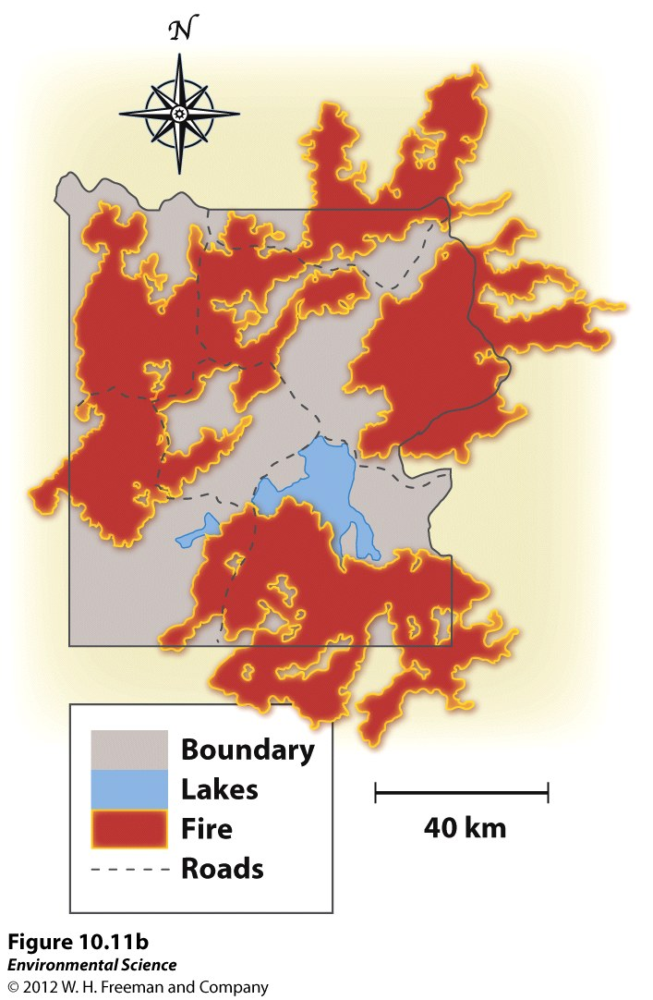 N
Boundary
Lakes
Fire
Roads
40 km
Figure 10.11b
Environmental Science
© 2012 W. H. Freeman and Company